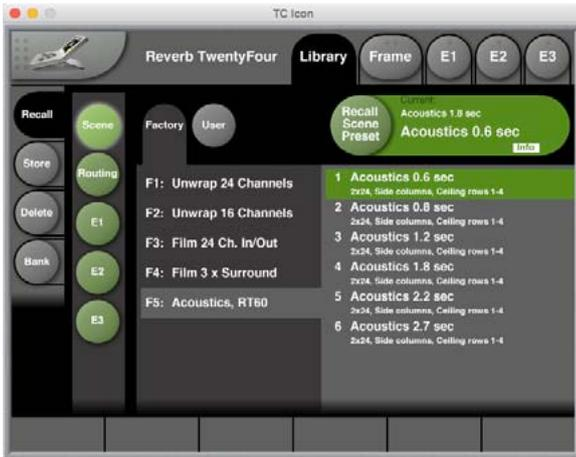 TC Icon
Reverb TwentyFour
Library
Frame
E1
E2
E3
Recall
Store
Delete
Bank
Scene
Routing
E1
E2
E3
Factory
User
Recall
Scene
Preset
Current:
Acoustics 1.8 sec
Acoustics 0.6 sec
Info
F1: Unwrap 24 Channels
F2: Unwrap 16 Channels
F3: Film 24 Ch. In/Out
F4: Film 3 x Surround
F5: Acoustics, RT60
1 Acoustics 0.6 sec
2x24, Side columns, Ceiling rows 1-4
2 Acoustics 0.8 sec
2x24, Side columns, Ceiling rows 1-4
3 Acoustics 1.2 sec
2x24, Side columns, Ceiling rows 1-4
4 Acoustics 1.8 sec
2x24, Side columns, Ceiling rows 1-4
5 Acoustics 2.2 sec
2x24, Side columns, Ceiling rows 1-4
6 Acoustics 2.7 sec
2x24, Side columns, Ceiling rows 1-4